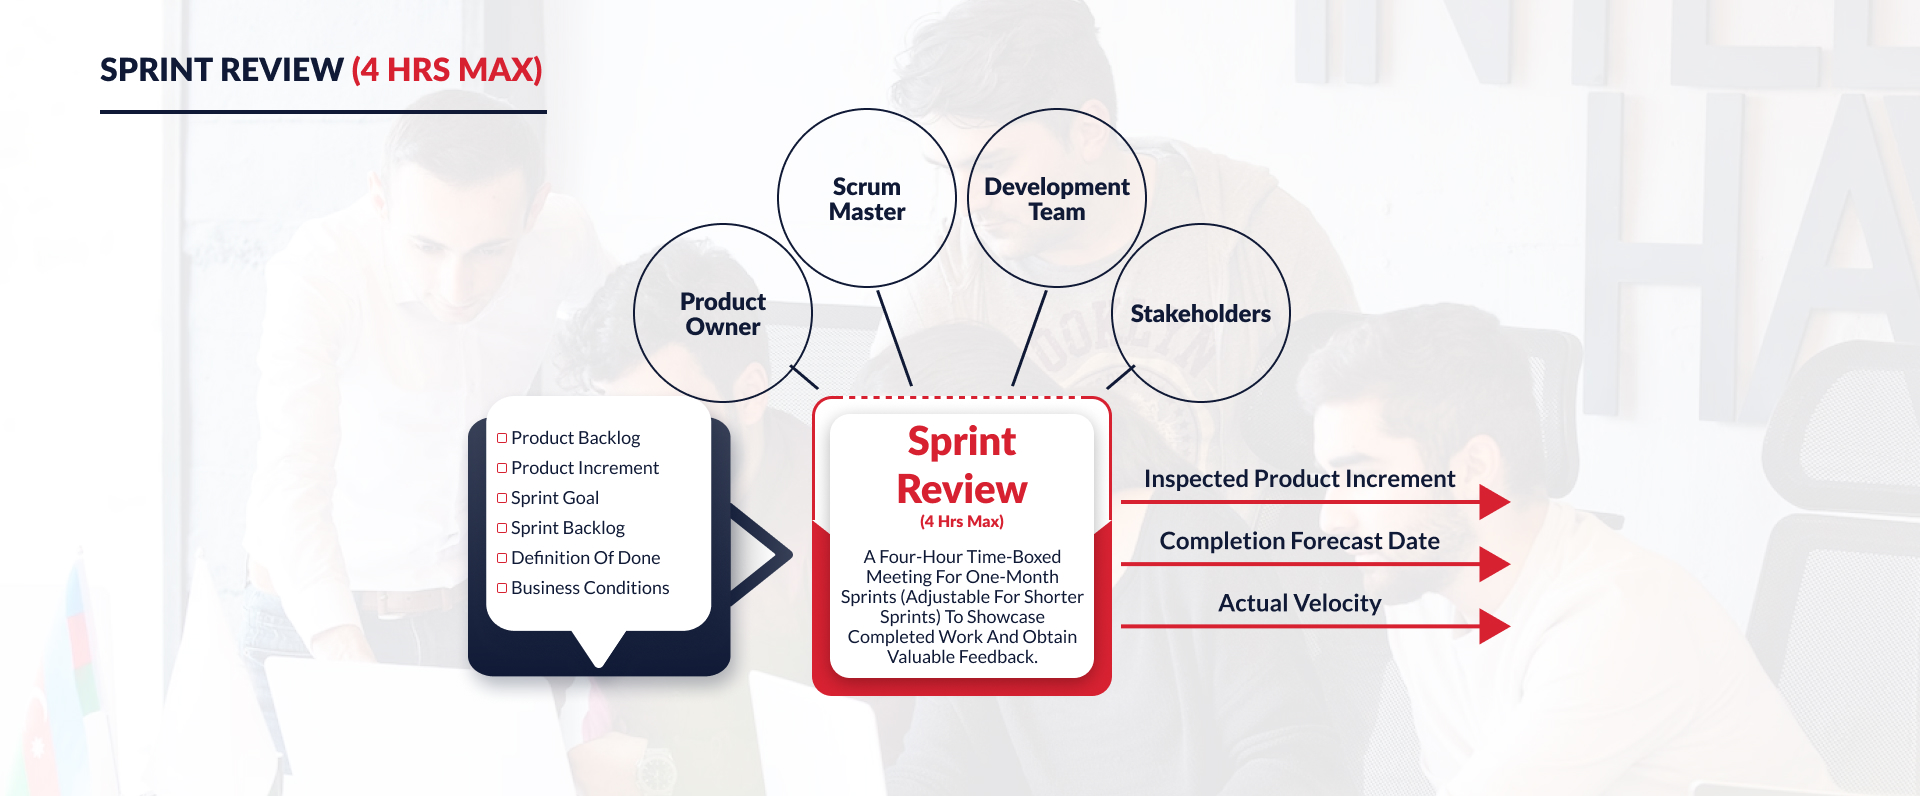 SPRINT REVIEW (4 HRS MAX)
Scrum
Master
Development
Team
Product
Owner
Stakeholders
Product Backlog
Product Increment
Sprint Goal
Sprint Backlog
Definition Of Done
Business Conditions
Sprint
Review
(4 Hrs Max)
A Four-Hour Time-Boxed
Meeting For One-Month
Sprints (Adjustable For Shorter
Sprints) To Showcase
Completed Work And Obtain
Valuable Feedback.
Inspected Product Increment
Completion Forecast Date
Actual Velocity